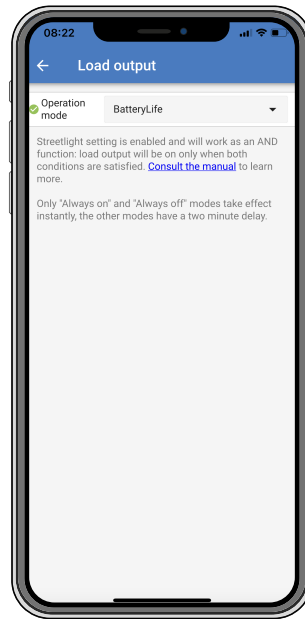 08:22
Load output
Operation
mode
BatteryLife
Streetlight setting is enabled and will work as an AND
function: load output will be on only when both
conditions are satisfied. Consult the manual to learn
more.
Only "Always on" and "Always off" modes take effect
instantly, the other modes have a two minute delay.